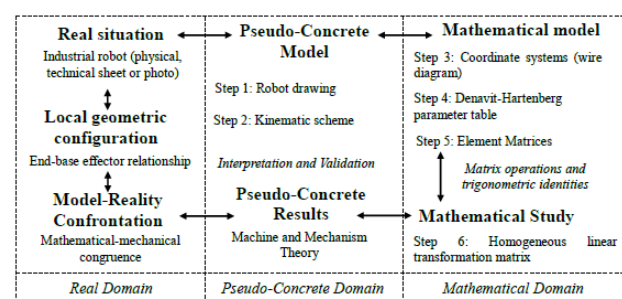 Real situation
Industrial robot (physical,
technical sheet or photo)
Local geometric
configuration
End-base effector relationship
Model-Reality
Confrontation
Mathematical-mechanical
congruence
Real Domain
Pseudo-Concrete
Model
Step 1: Robot drawing
Step 2: Kinematic scheme
Interpretation and Validation
Pseudo-Concrete
Results
Machine and Mechanism
Theory
Pseudo-Concrete Domain
Mathematical model
Step 3: Coordinate systems (wire
diagram)
Step 4: Denavit-Hartenberg
parameter table
Step 5: Element Matrices
Matrix operations and
trigonometric identities
Mathematical Study
Step 6: Homogeneous linear
transformation matrix
Mathematical Domain